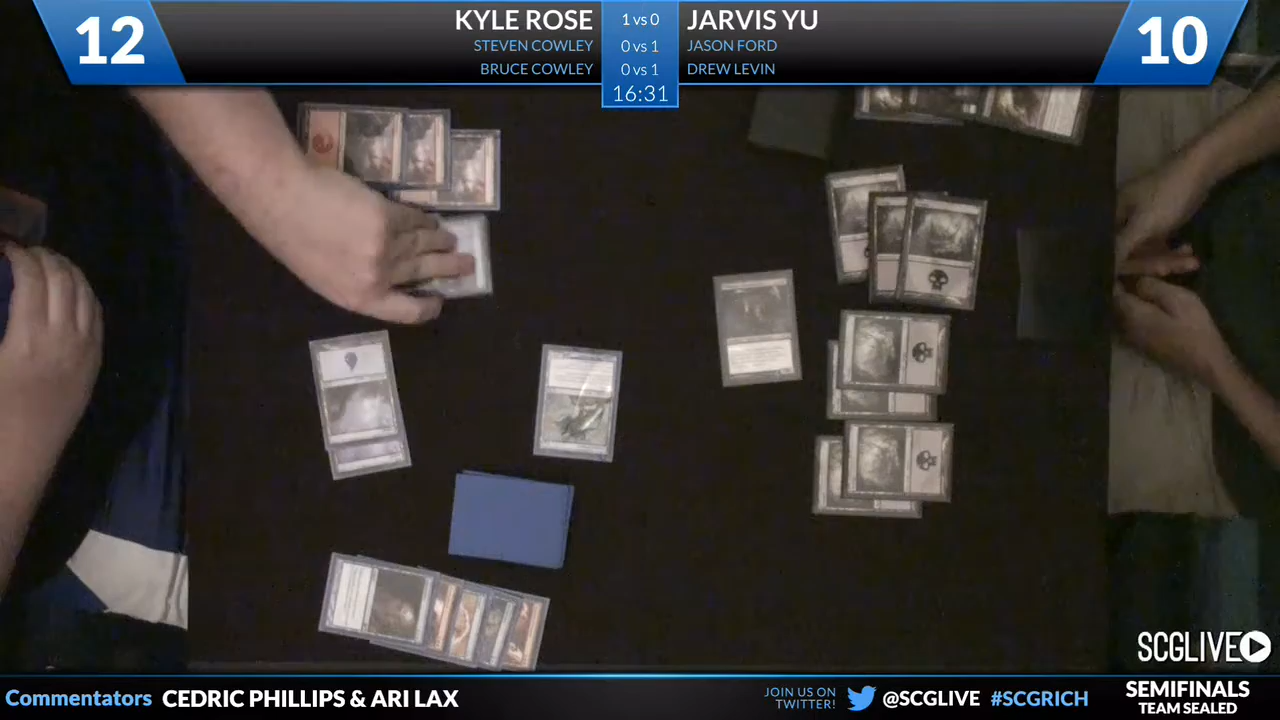 12
KYLE ROSE
1 vs 0
JARVIS YU
10
STEVEN COWLEY
0 vs 1
JASON FORD
BRUCE COWLEY
0 vs 1
DREW LEVIN
16:31
SCGLIVE
Commentators CEDRIC PHILLIPS & ARI LAX
JOIN US ON
TWITTER!
@SCGLIVE #SCGRICH
SEMIFINALS
TEAM SEALED